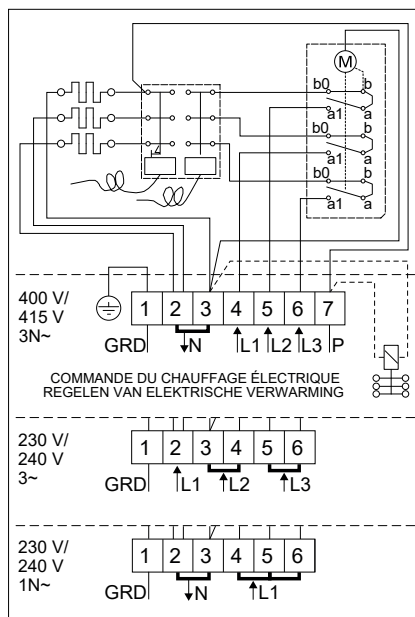 M
b0 b
a1 a
b0 b
a1 a
b0 b
a1 a
400 V/
415 V
3N~
1 2 3 4 5 6 7
GRD N L1 L2 L3 P
COMMANDE DU CHAUFFAGE ÉLECTRIQUE
REGELEN VAN ELEKTRISCHE VERWARMING
230 V/
240 V
3~
1 2 3 4 5 6
GRD L1 L2 L3
230 V/
240 V
1N~
1 2 3 4 5 6
GRD N L1